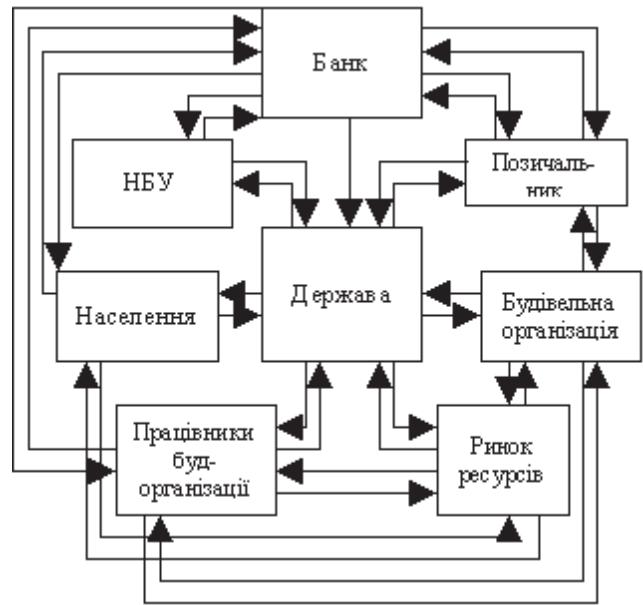 Банк
НБУ
Позичаль-
ник
Держава
Населення
Будівельна
організація
Працівники
буд-
організації
Ринок
ресурсів